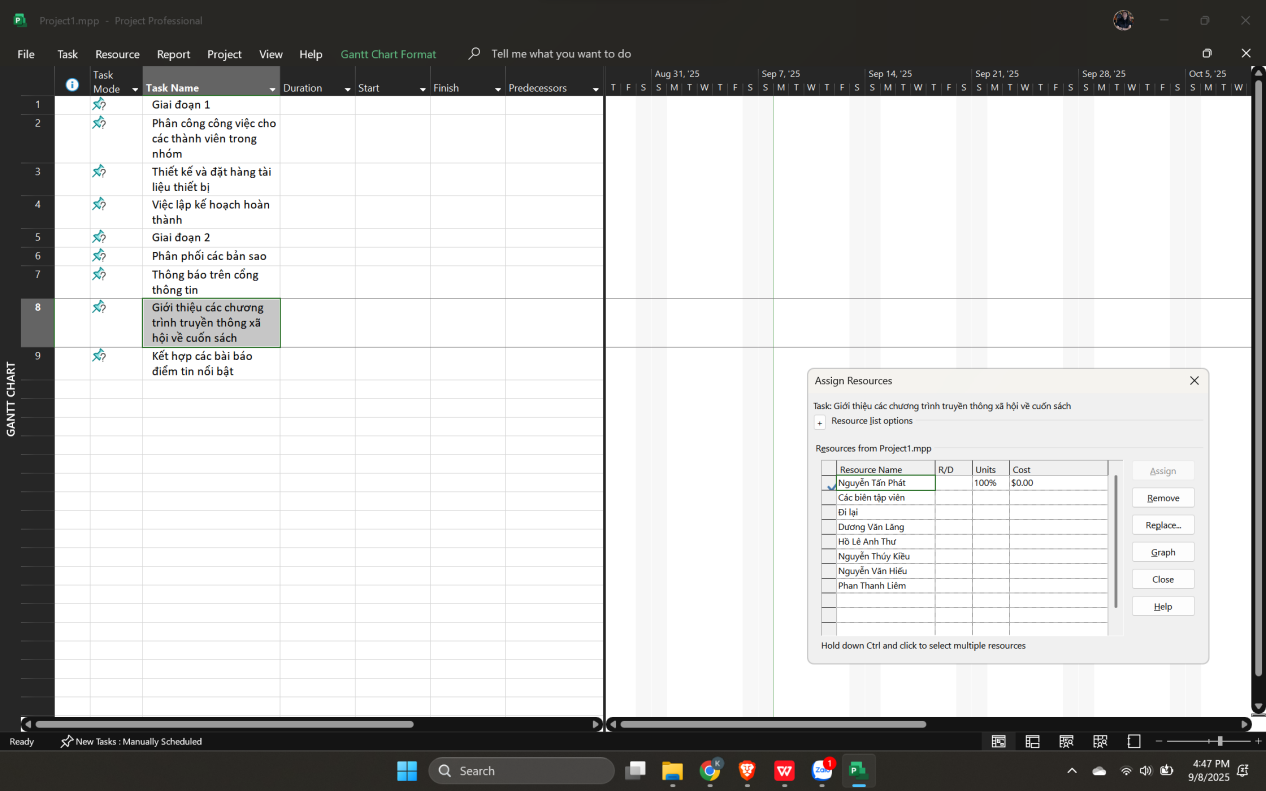 Project1.mpp - Project Professional
File Task Resource Report Project View Help Gantt Chart Format Tell me what you want to do
Task Mode
Task Name
Duration
Start
Finish
Predecessors
Aug 31, '25
Sep 7, '25
Sep 14, '25
Sep 21, '25
Sep 28, '25
Oct 5, '25
T F S S M T W T F S S M T W T F S S M T W T F S S M T W T F S S M T W T F S S M T W
1 Giai đoạn 1
2 Phân công công việc cho
các thành viên trong
nhóm
3 Thiết kế và đặt hàng tài
liệu thiết bị
4 Việc lập kế hoạch hoàn
thành
5 Giai đoạn 2
6 Phân phối các bản sao
7 Thông báo trên cổng
thông tin
8 Giới thiệu các chương
trình truyền thông xã
hội về cuốn sách
9 Kết hợp các bài báo
điểm tin nổi bật
GANTT CHART
Assign Resources
Task: Giới thiệu các chương trình truyền thông xã hội về cuốn sách
+ Resource list options
Resources from Project1.mpp
Resource Name R/D Units Cost
Nguyễn Tấn Phát 100% $0.00
Các biên tập viên
Đi lại
Dương Văn Lăng
Hồ Lê Anh Thư
Nguyễn Thúy Kiều
Nguyễn Văn Hiếu
Phan Thanh Liêm
Assign
Remove
Replace...
Graph
Close
Help
Hold down Ctrl and click to select multiple resources
Ready New Tasks : Manually Scheduled
Search
K
Zalo
1
4:47 PM
9/8/2025